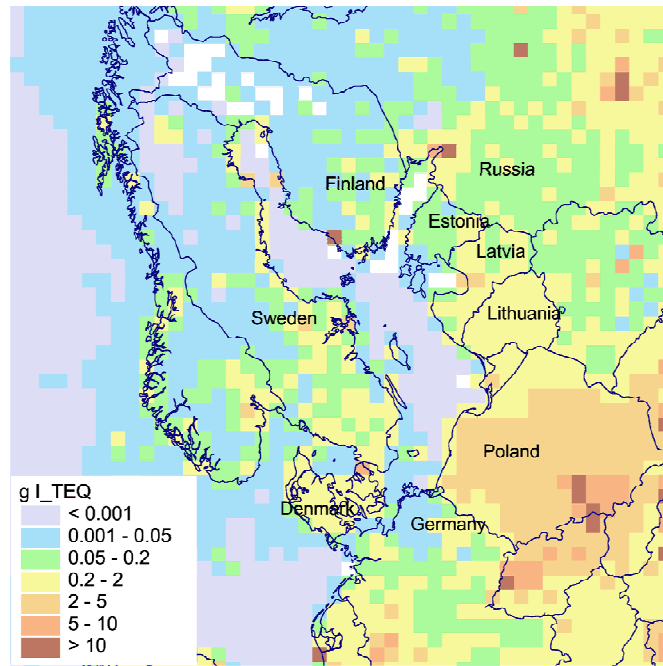 Russia
Finland
Estonia
Latvia
Lithuania
Sweden
Poland
Denmark
Germany
g I_TEQ
< 0.001
0.001 - 0.05
0.05 - 0.2
0.2 - 2
2 - 5
5 - 10
> 10